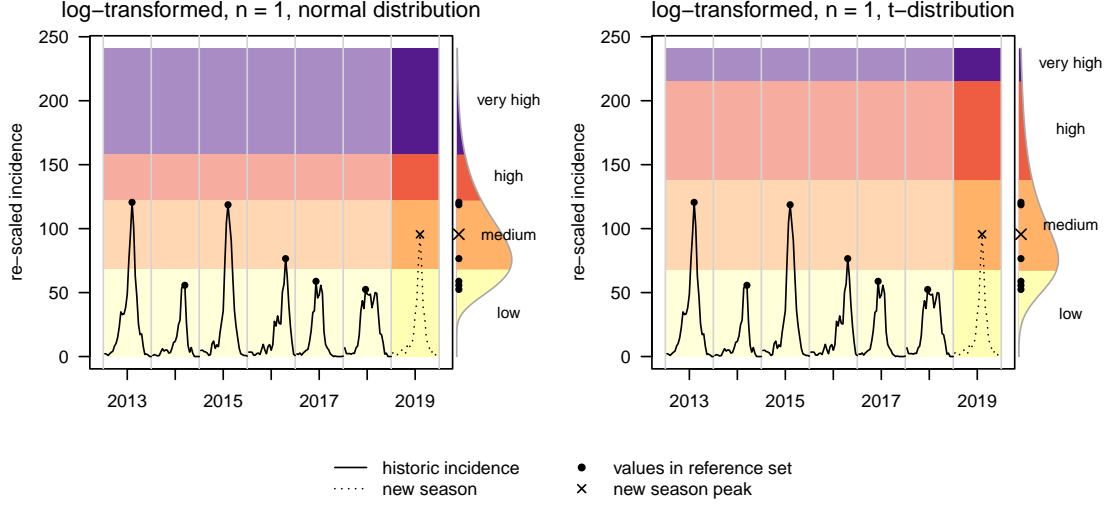 log−transformed, n = 1, normal distribution
re−scaled incidence
250
200
150
100
50
0
2013
2015
2017
2019
very high
high
medium
low
log−transformed, n = 1, t−distribution
re−scaled incidence
250
200
150
100
50
0
2013
2015
2017
2019
very high
high
medium
low
historic incidence
new season
values in reference set
new season peak